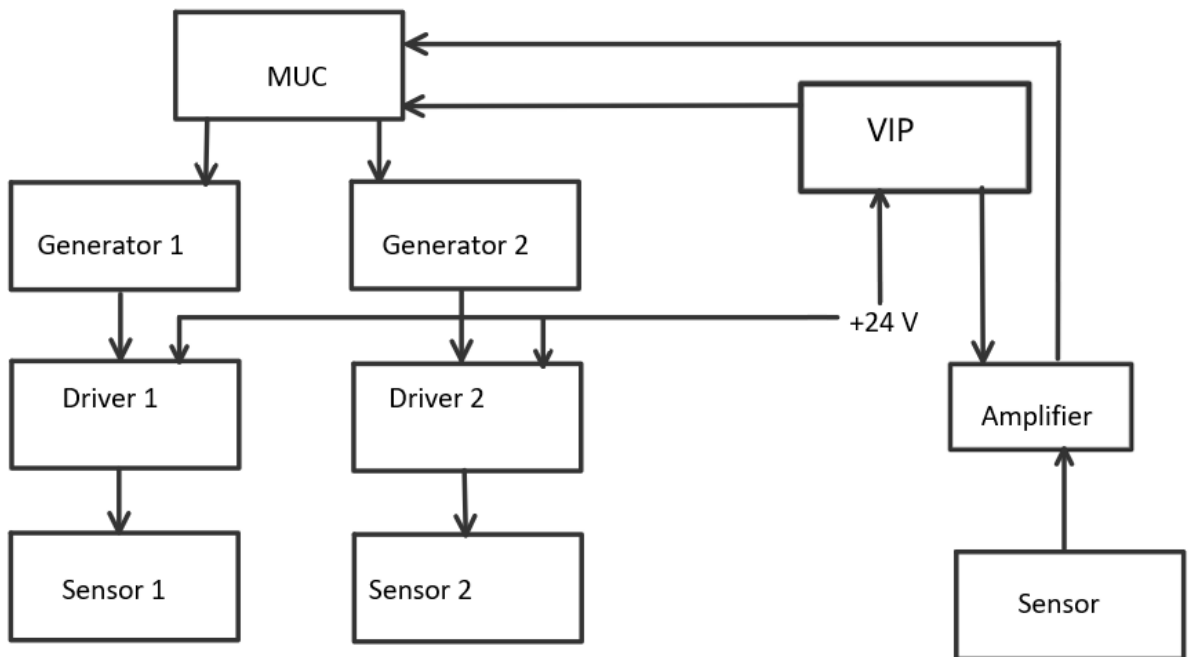 MUC
VIP
Generator 1
Generator 2
+24 V
Driver 1
Driver 2
Amplifier
Sensor 1
Sensor 2
Sensor